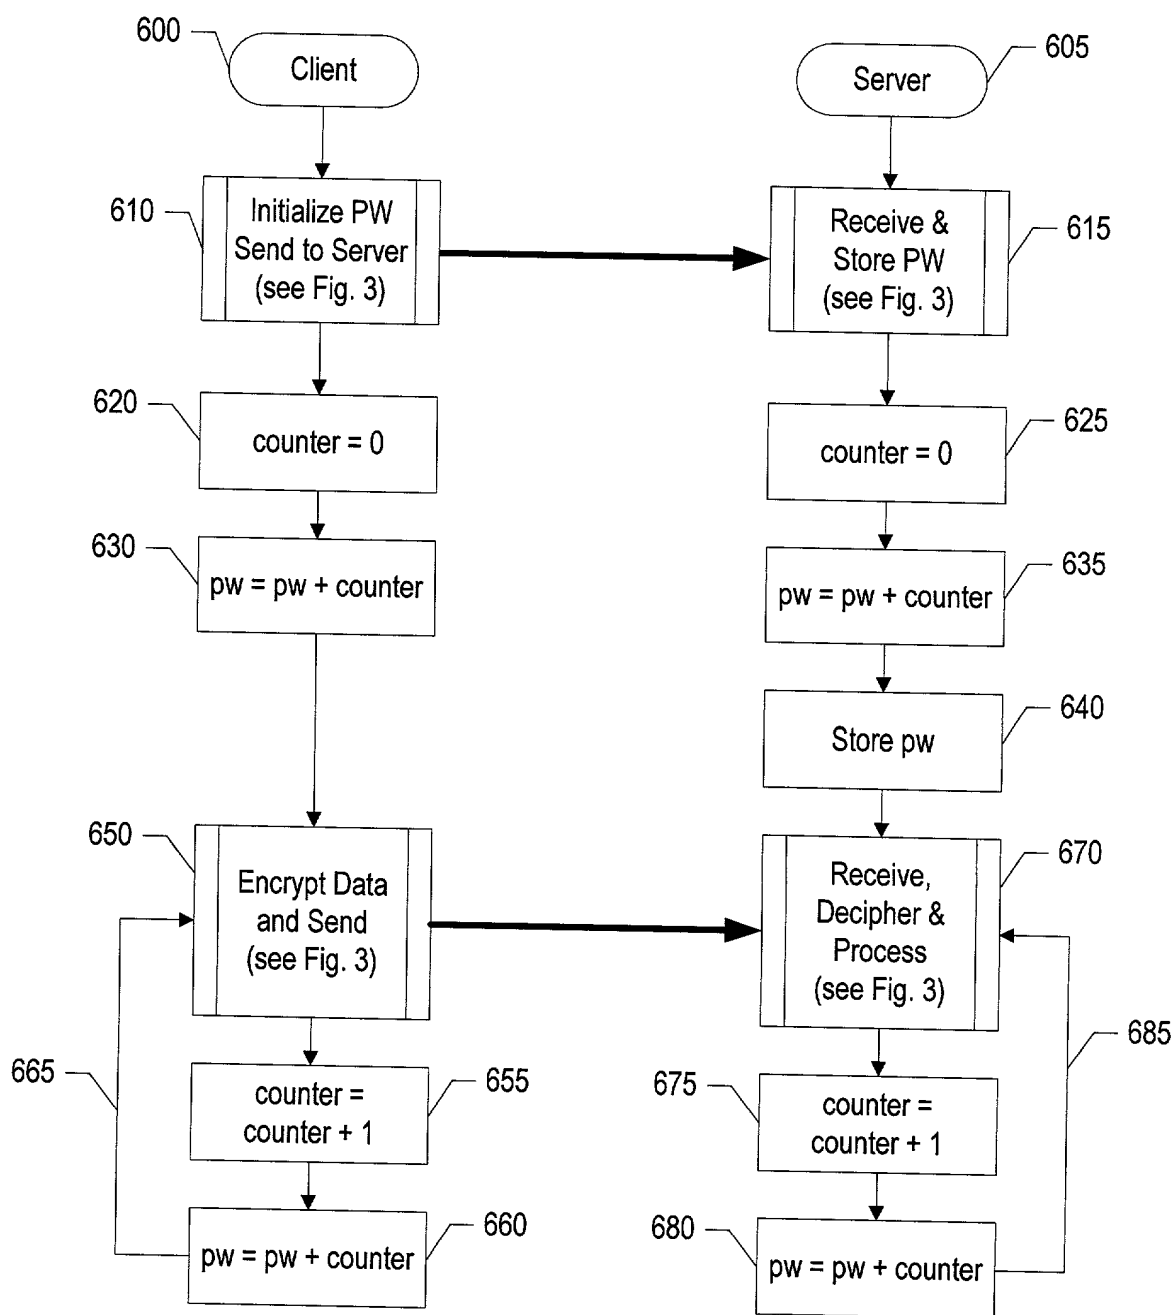 600
Client
605
Server
610
Initialize PW
Send to Server
(see Fig. 3)
Receive &
Store PW
(see Fig. 3)
615
620
counter = 0
counter = 0
625
630
pw = pw + counter
pw = pw + counter
635
Store pw
640
650
Encrypt Data
and Send
(see Fig. 3)
Receive,
Decipher &
Process
(see Fig. 3)
670
665
counter =
counter + 1
655
675
counter =
counter + 1
685
pw = pw + counter
660
680
pw = pw + counter